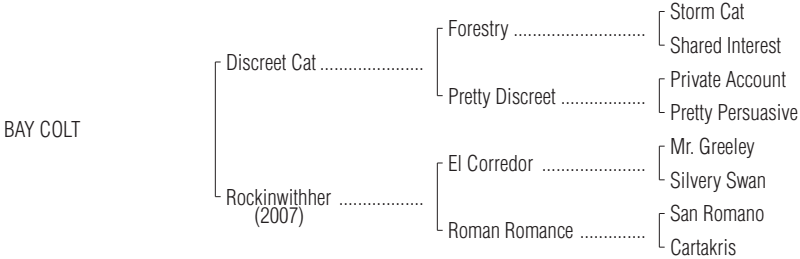 Storm Cat
Forestry ............................
Shared Interest
Discreet Cat ......................
Private Account
Pretty Discreet ..................
Pretty Persuasive
BAY COLT
Mr. Greeley
El Corredor ......................
Silvery Swan
Rockinwithher ..................
(2007)
San Romano
Roman Romance ..............
Cartakris